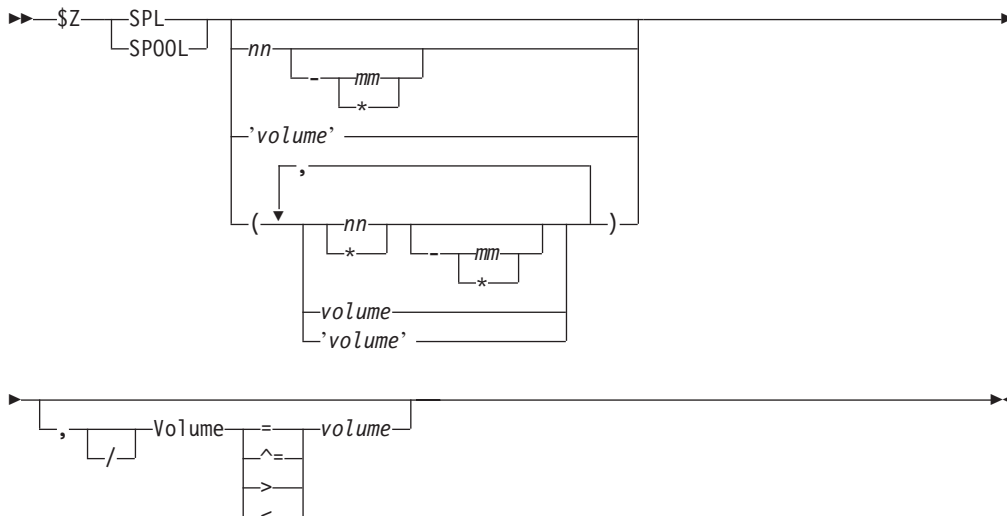 $Z SPL
SPOOL
nn
- mm
*
'volume'
,
( nn )
* - mm
*
volume
'volume'
, Volume = volume
/ ^=
>
<